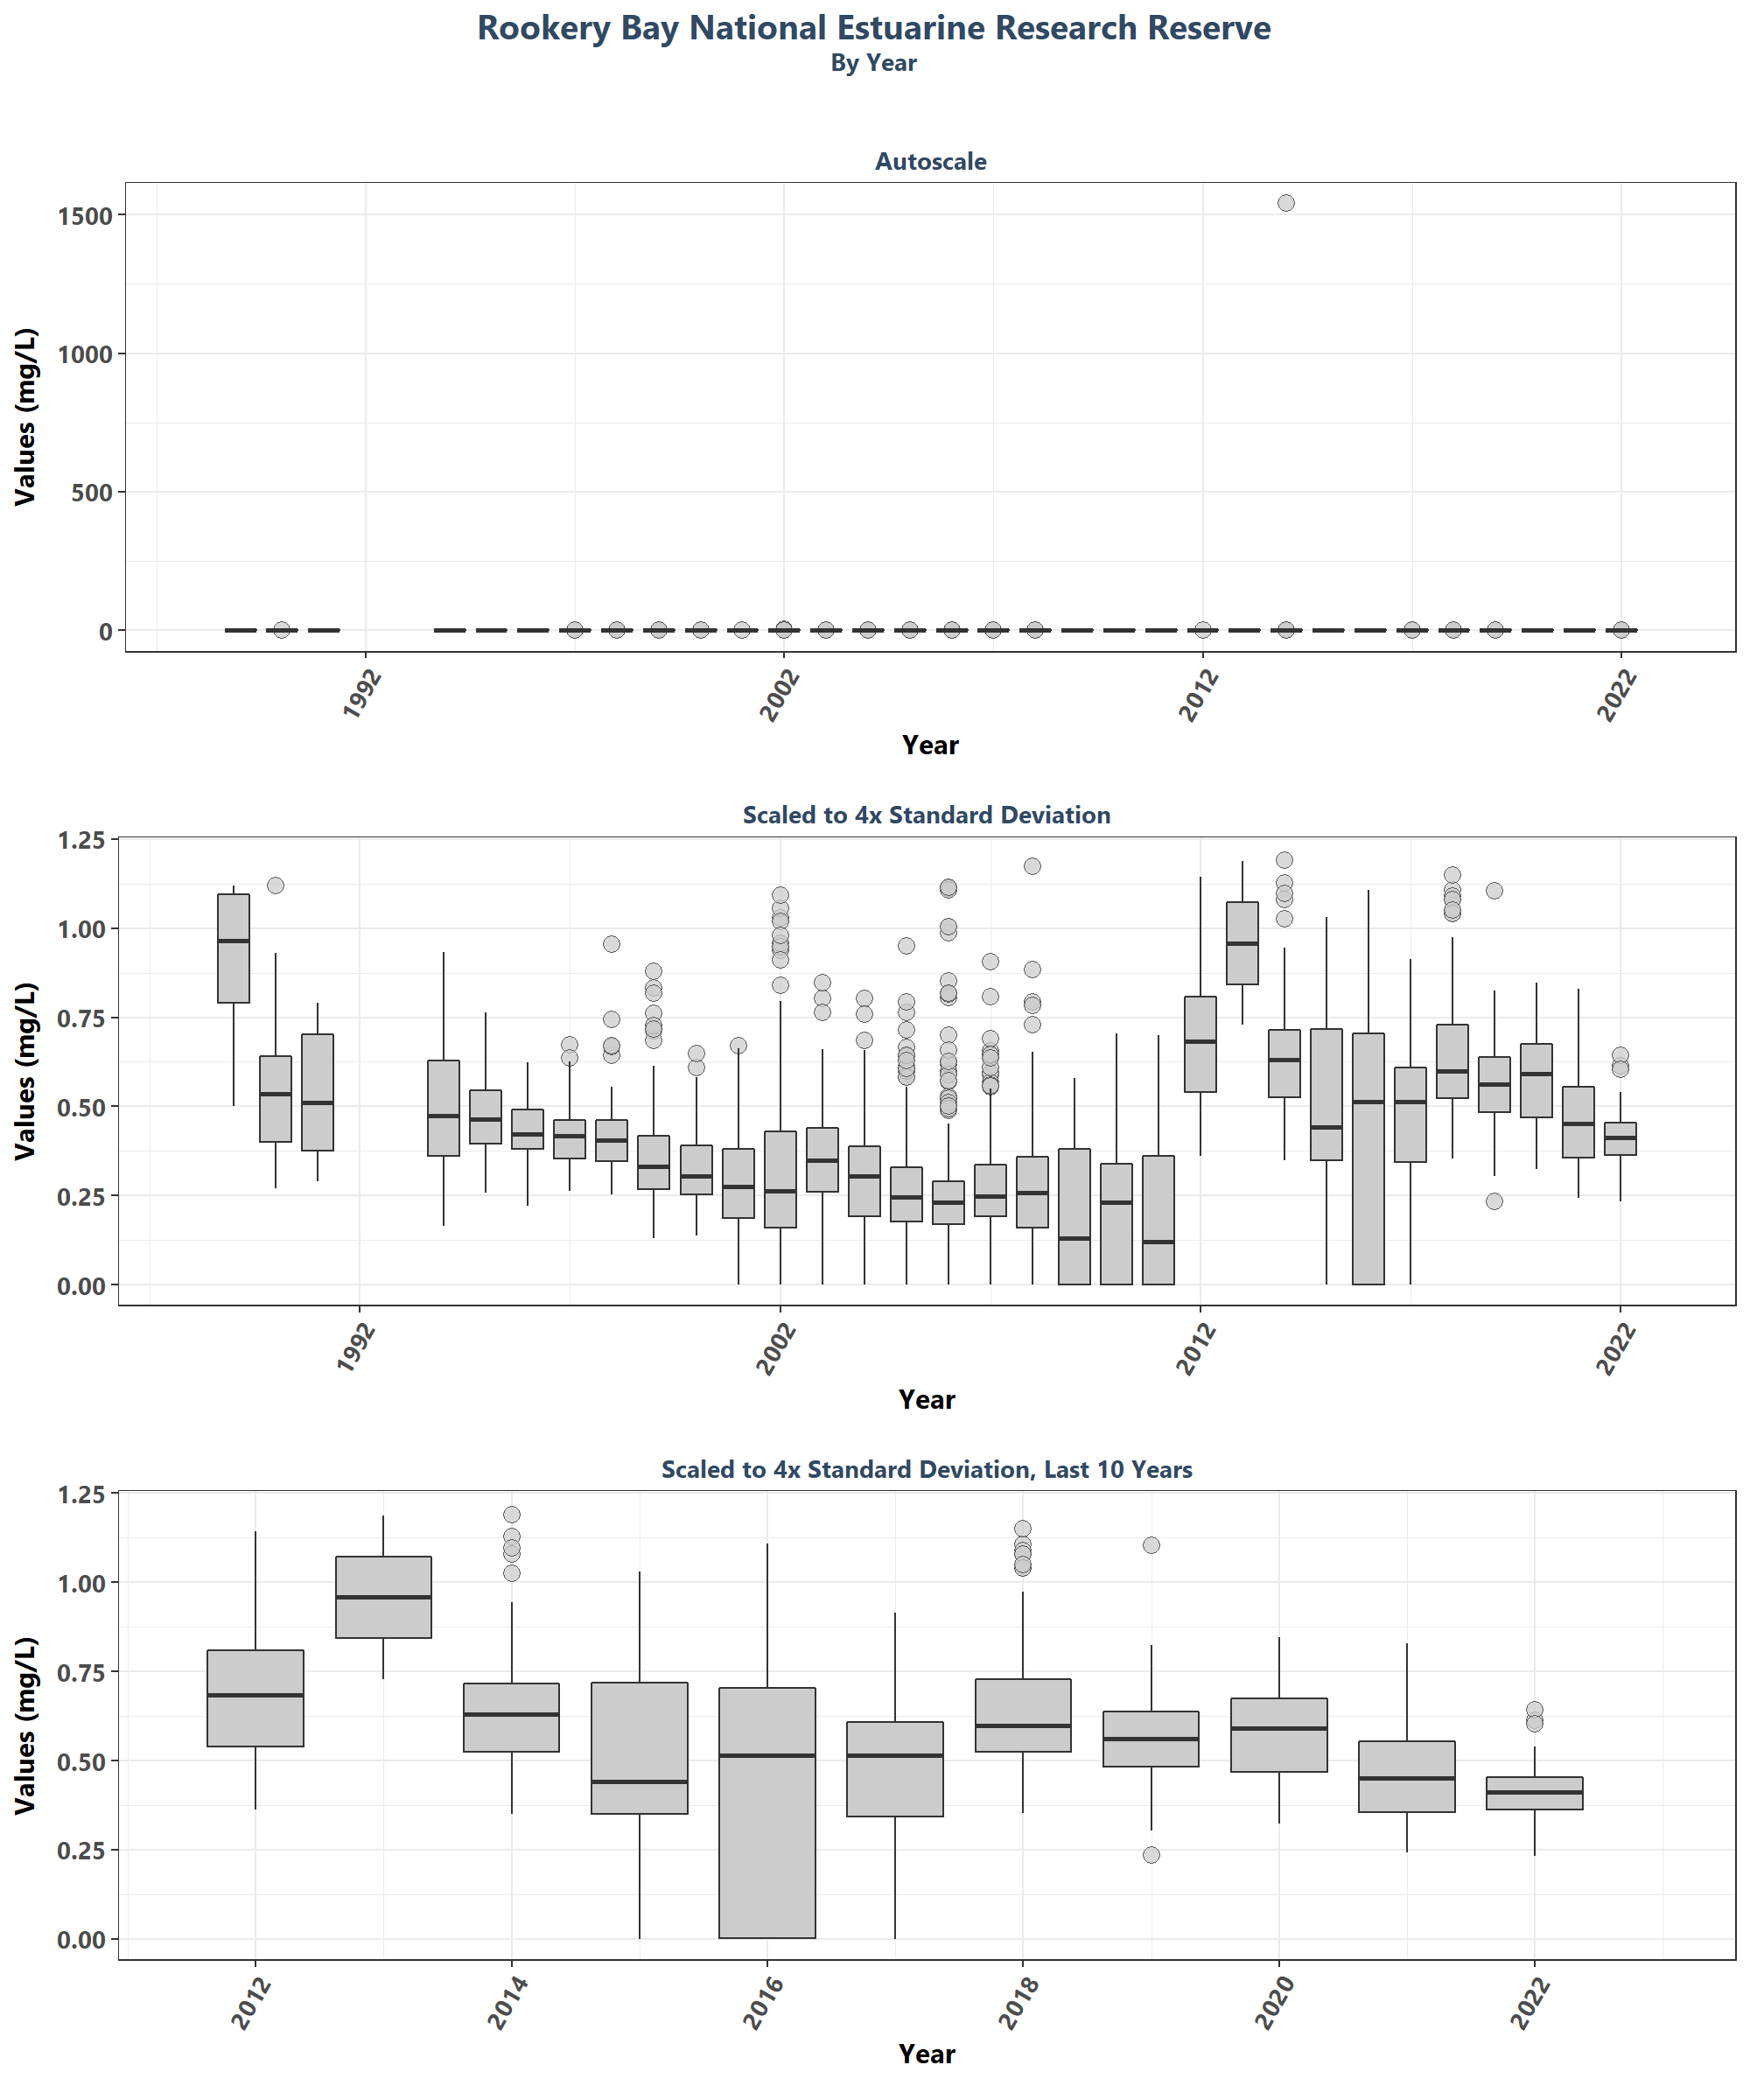 Rookery Bay National Estuarine Research Reserve
By Year
Autoscale
Values (mg/L)
1500
1000
500
0
1992 2002 2012 2022
Year
Scaled to 4x Standard Deviation
Values (mg/L)
1.25
1.00
0.75
0.50
0.25
0.00
1992 2002 2012 2022
Year
Scaled to 4x Standard Deviation, Last 10 Years
Values (mg/L)
1.25
1.00
0.75
0.50
0.25
0.00
2012 2014 2016 2018 2020 2022
Year